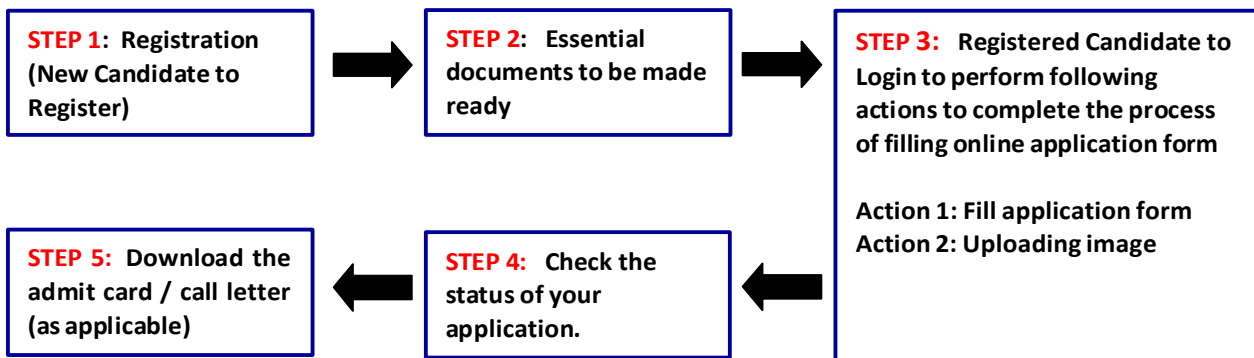 STEP 1:  Registration
(New Candidate to
Register)
STEP 2:   Essential
documents to be made
ready
STEP 3:   Registered Candidate to
Login to perform following
actions to complete the process
of filling online application form
Action 1: Fill application form
Action 2: Uploading image
STEP 4:   Check the
status of your
application.
STEP 5:  Download the
admit card / call letter
(as applicable)